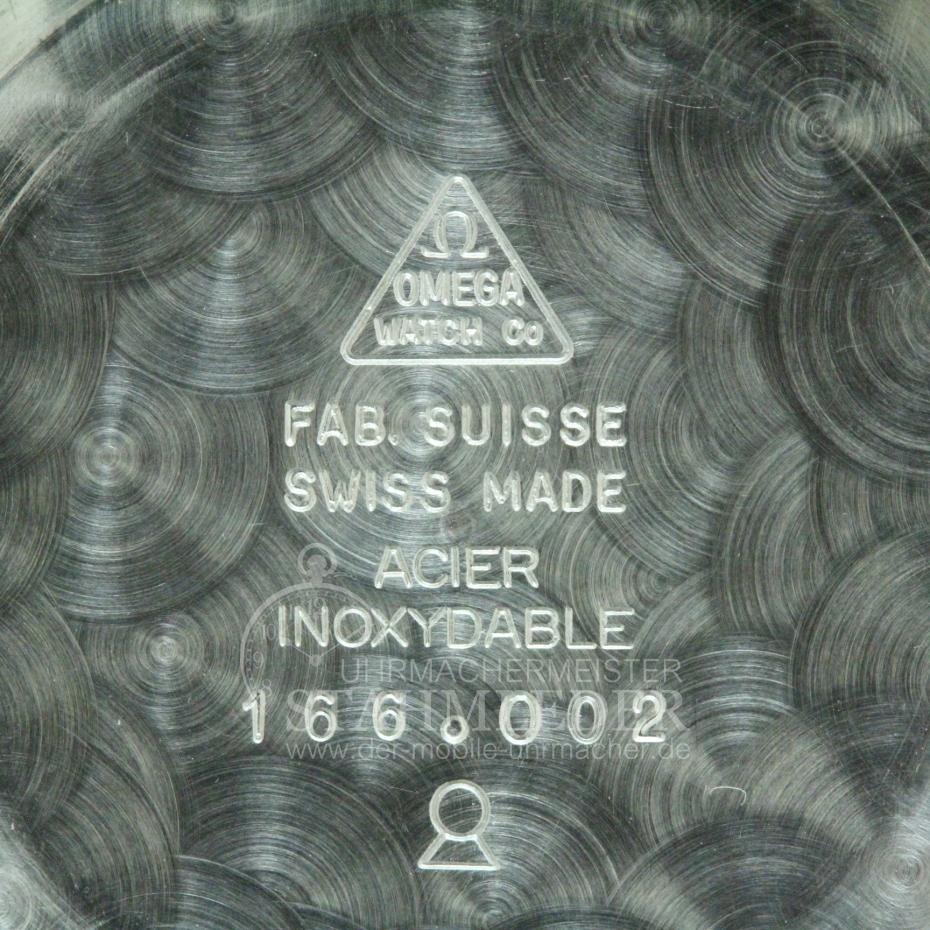 Ω
OMEGA
WATCH Co
FAB. SUISSE
SWISS MADE
ACIER
INOXYDABLE
UHRMACHERMEISTER
166.002
www.der-mobile-uhrmacher.de